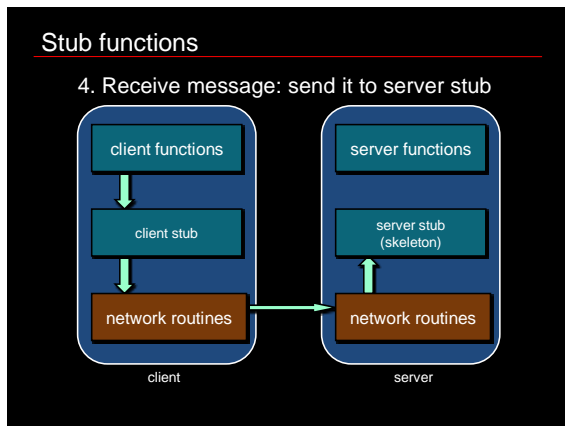 Stub functions
4. Receive message: send it to server stub
client functions
server functions
client stub
server stub
(skeleton)
network routines
network routines
client
server